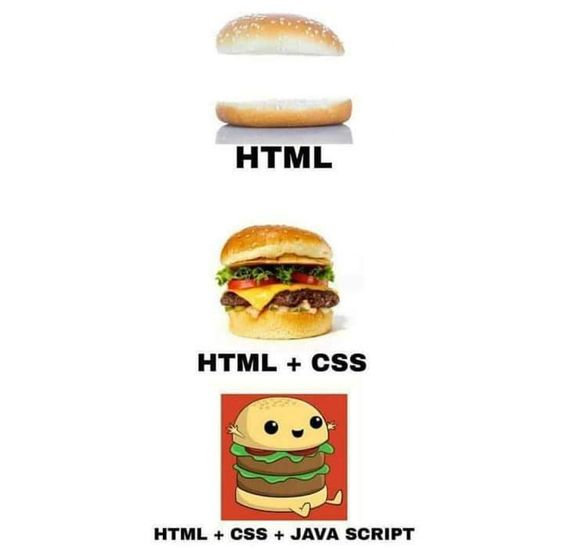 HTML
HTML + CSS
HTML + CSS + JAVA SCRIPT